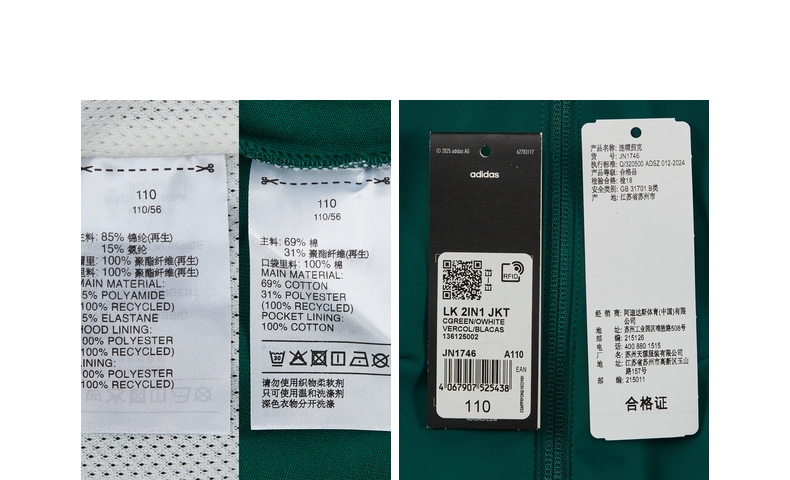 110
110/56
主料: 85% 锦纶(再生)
15% 氨纶
帽里: 100% 聚酯纤维(再生)
里料: 100% 聚酯纤维(再生)
MAIN MATERIAL:
5% POLYAMIDE
(100% RECYCLED)
5% ELASTANE
HOOD LINING:
100% POLYESTER
(100% RECYCLED)
LINING:
100% POLYESTER
(100% RECYCLED)
110
110/56
主料: 69% 棉
31% 聚酯纤维(再生)
口袋里料: 100% 棉
MAIN MATERIAL:
69% COTTON
31% POLYESTER
(100% RECYCLED)
POCKET LINING:
100% COTTON
请勿使用织物柔软剂
只可使用温和洗涤剂
深色衣物分开洗涤
© 2025 adidas AG
62783117
adidas
RFID
LK 2IN1 JKT
CGREEN/OWHITE
VERCOL/BLACAS
136125002
JN1746 A110
EAN
4 067907 525438
110
产品名称: 连帽茄克
货 号: JN1746
执行标准: Q/320500 ADSZ 012-2024
产品等级: 合格品
检验合格: 检18
安全类别: GB 31701 B类
产 地: 江苏省苏州市
经 销 商: 阿迪达斯体育(中国)有限
公司
地 址: 苏州工业园区唯胜路508号
邮 编: 215126
电 话: 400 880 1515
厂 名: 苏州天霸服装有限公司
地 址: 江苏省苏州市高新区玉山
路157号
邮 编: 215011
合格证